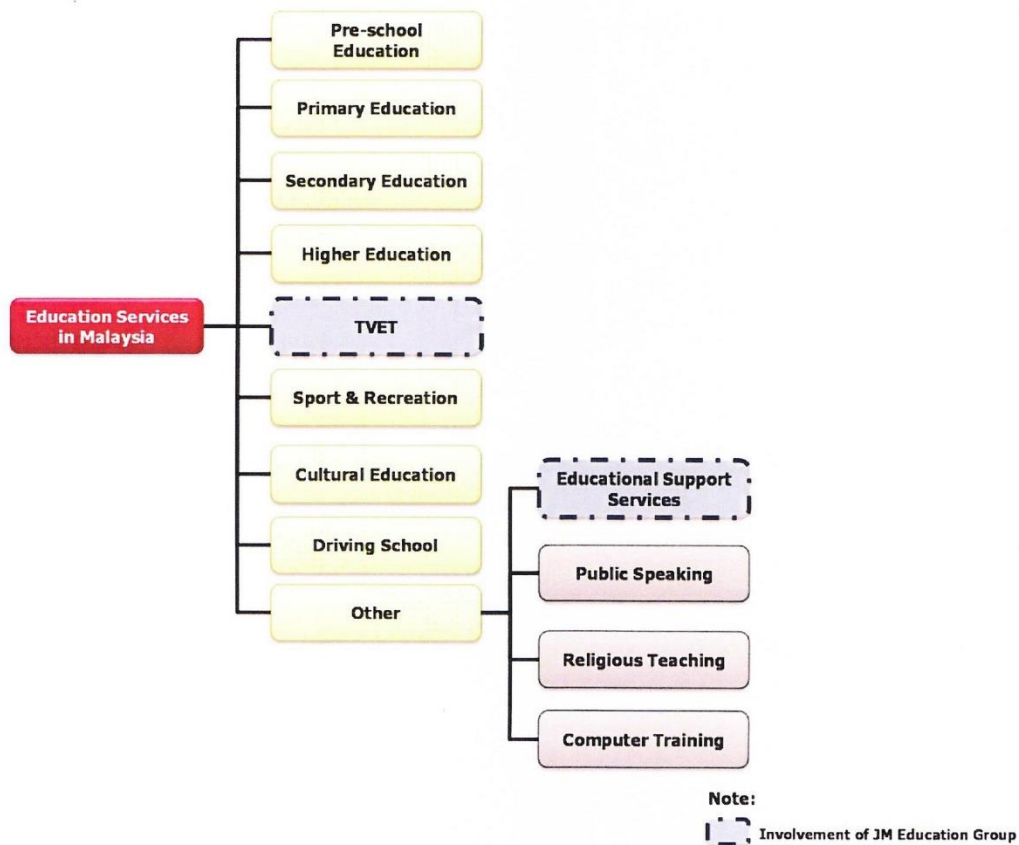 Pre-school
Education
Primary Education
Secondary Education
Higher Education
Education Services
in Malaysia
TVET
Sport & Recreation
Cultural Education
Driving School
Other
Educational Support
Services
Public Speaking
Religious Teaching
Computer Training
Note:
Involvement of JM Education Group